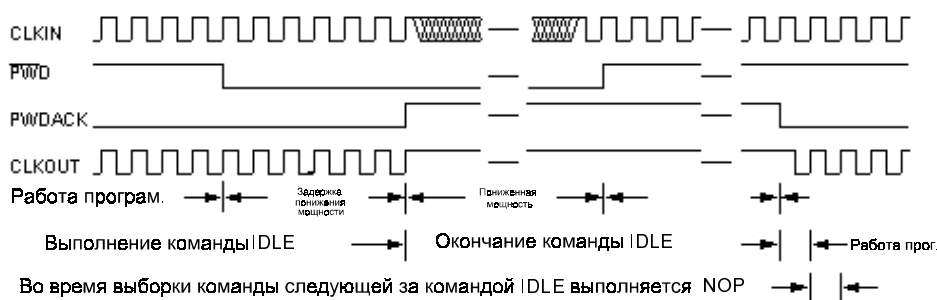 CLKIN
PWD
PWDACK
CLKOUT
Работа програм.
Задержка
понижения
мощности
Пониженная
мощность
Выполнение команды IDLE
Окончание команды IDLE
Работа прог.
Во время выборки команды следующей за командой IDLE выполняется NOP